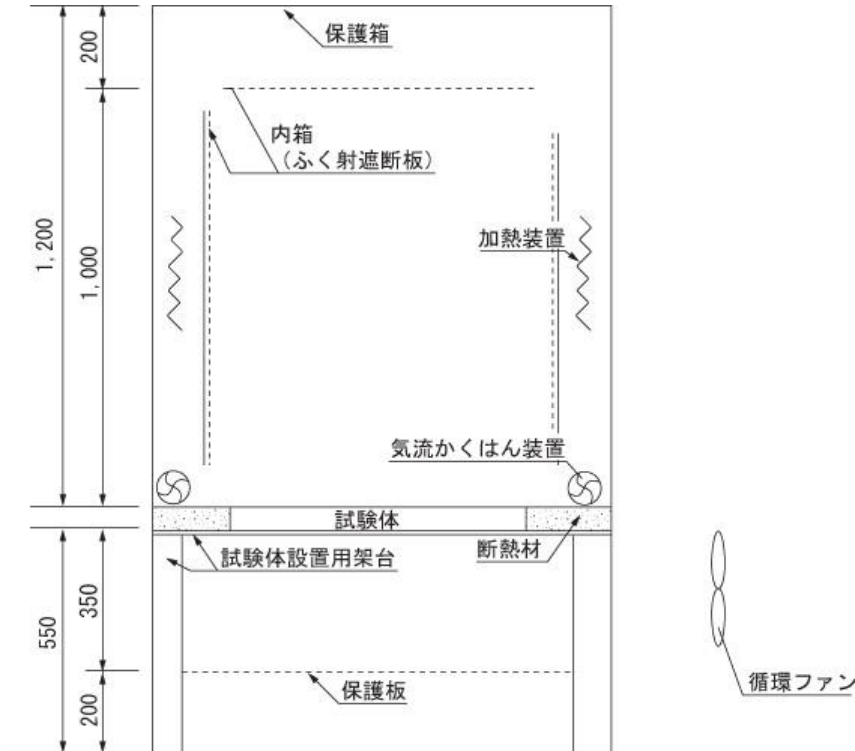 保護箱
200
内箱
（ふく射遮断板）
加熱装置
1,200
1,000
気流かくはん装置
試験体
試験体設置用架台
断熱材
350
550
保護板
200
循環ファン